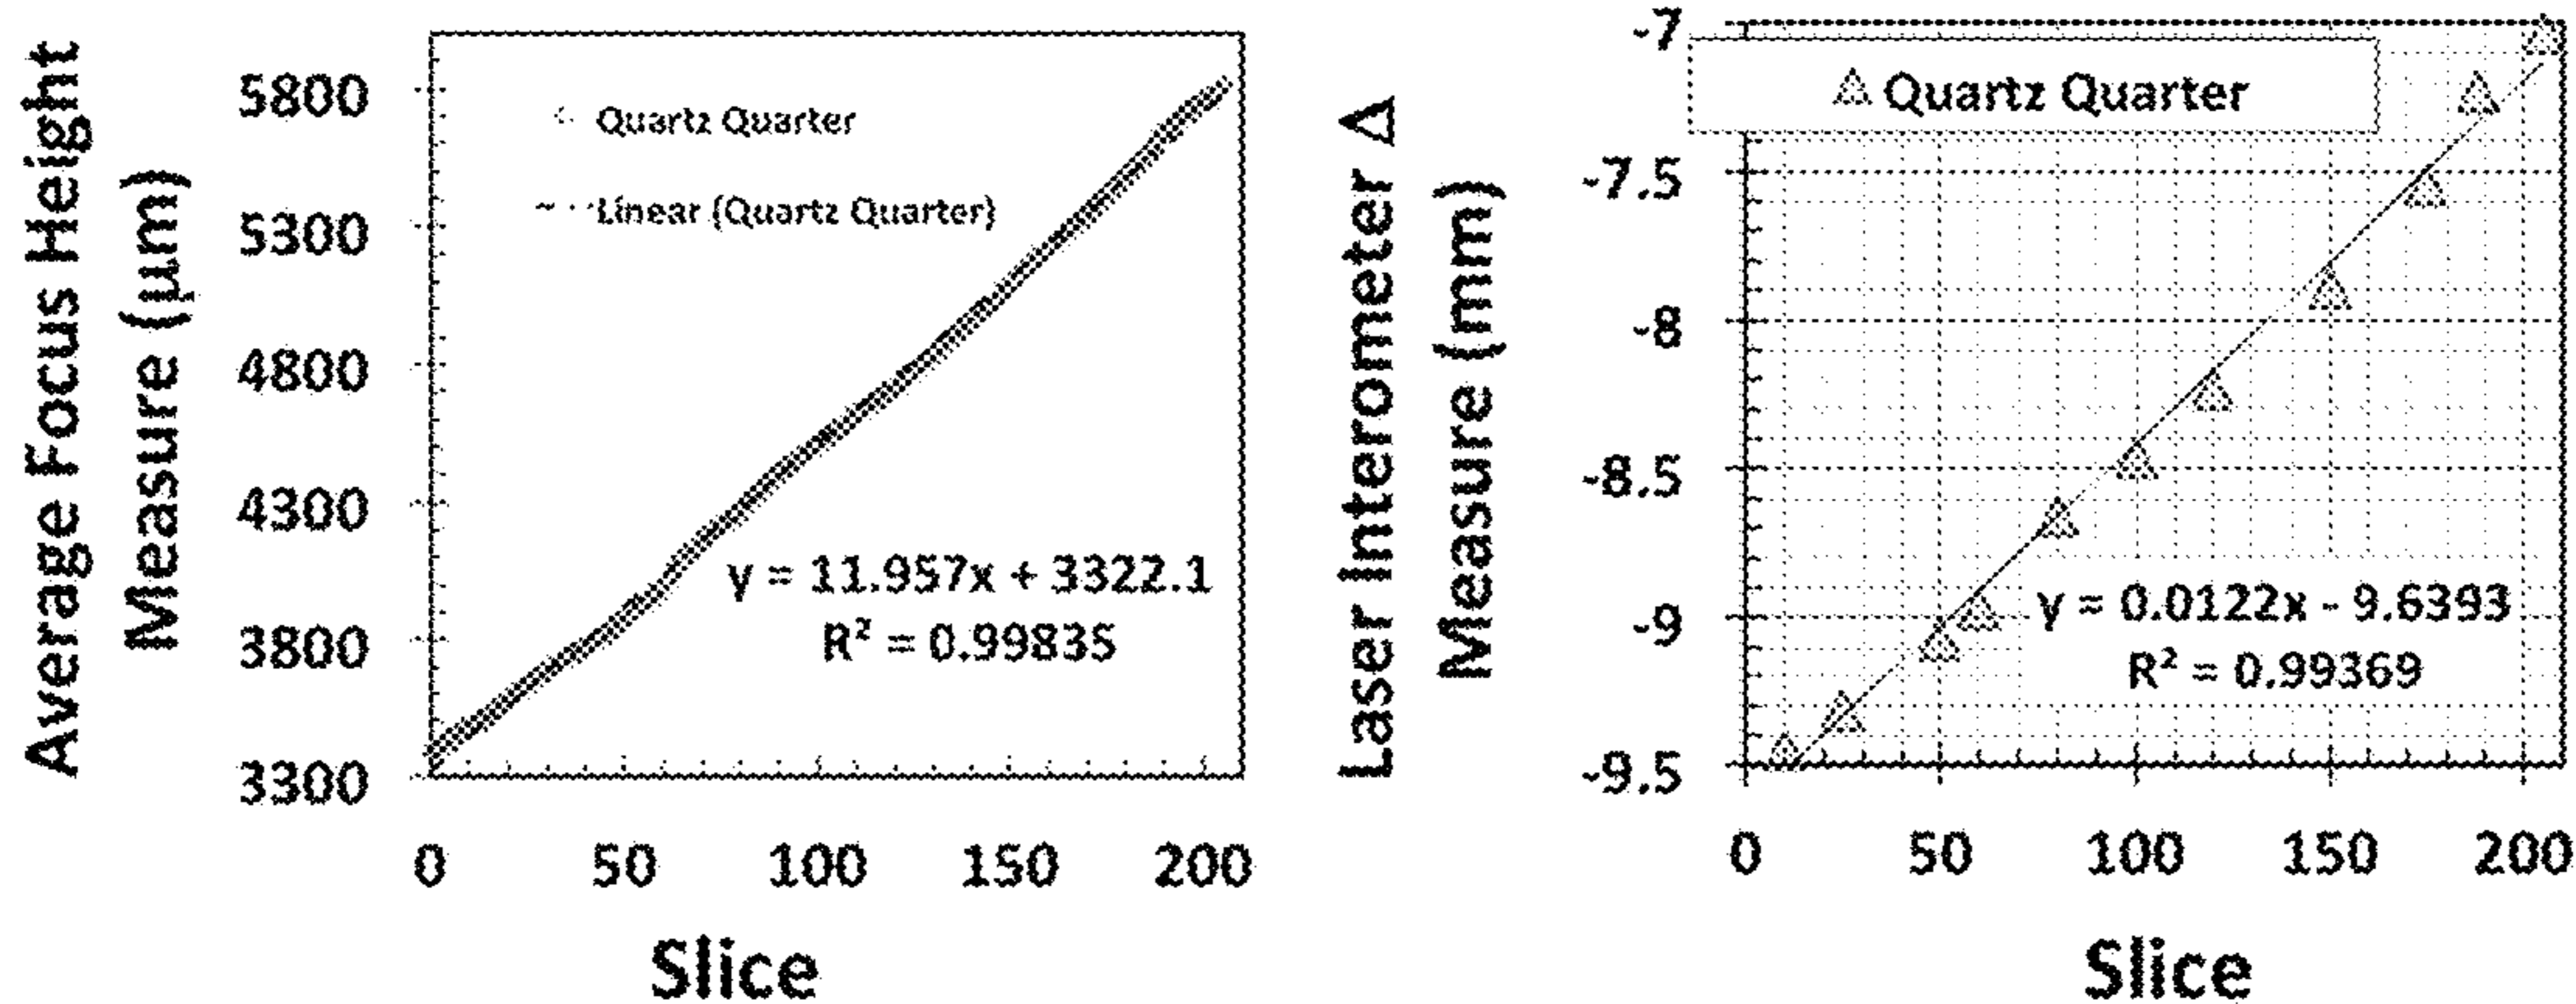 Average Focus Height
Measure (µm)
5800
5300
4800
4300
3800
3300
Quartz Quarter
Linear (Quartz Quarter)
y = 11.957x + 3322.1
R² = 0.99835
0 50 100 150 200
Slice
Laser Interometer Δ
Measure (mm)
-7
-7.5
-8
-8.5
-9
-9.5
Quartz Quarter
y = 0.0122x - 9.6393
R² = 0.99369
0 50 100 150 200
Slice